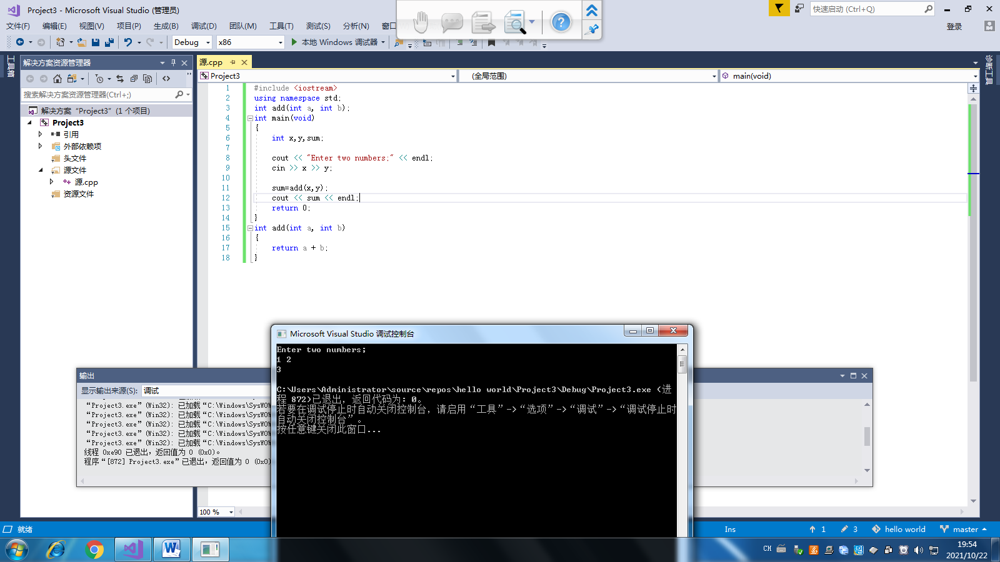 Project3 - Microsoft Visual Studio (管理员)
快速启动 (Ctrl+Q)
文件(F) 编辑(E) 视图(V) 项目(P) 生成(B) 调试(D) 团队(M) 工具(T) 测试(S) 分析(N) 窗口
登录
Debug x86 本地 Windows 调试器
工具箱
解决方案资源管理器
搜索解决方案资源管理器(Ctrl+;)
解决方案“Project3”(1 个项目)
Project3
引用
外部依赖项
头文件
源文件
源.cpp
资源文件
源.cpp
Project3 (全局范围) main(void)
诊断工具
1 #include <iostream>
2 using namespace std;
3 int add(int a, int b);
4 int main(void)
5 {
6 int x,y,sum;
7
8 cout << "Enter two numbers;" << endl;
9 cin >> x >> y;
10
11 sum=add(x,y);
12 cout << sum << endl;
13 return 0;
14 }
15 int add(int a, int b)
16 {
17 return a + b;
18 }
Microsoft Visual Studio 调试控制台
Enter two numbers;
1 2
3
C:\Users\Administrator\source\repos\hello world\Project3\Debug\Project3.exe (进
程 872)已退出，返回代码为: 0。
若要在调试停止时自动关闭控制台，请启用“工具”->“选项”->“调试”->“调试停止时
自动关闭控制台”。
按任意键关闭此窗口...
输出
显示输出来源(S): 调试
“Project3.exe”(Win32): 已加载“C:\Windows\SysWOW
“Project3.exe”(Win32): 已加载“C:\Windows\SysWOW
“Project3.exe”(Win32): 已加载“C:\Windows\SysWOW
“Project3.exe”(Win32): 已加载“C:\Windows\SysWOW
“Project3.exe”(Win32): 已加载“C:\Windows\SysWOW
线程 0xe90 已退出，返回值为 0 (0x0)。
程序“[872] Project3.exe”已退出，返回值为 0 (0x0)
100 %
就绪 Ins 1 3 hello world master
CH
19:54
2021/10/22